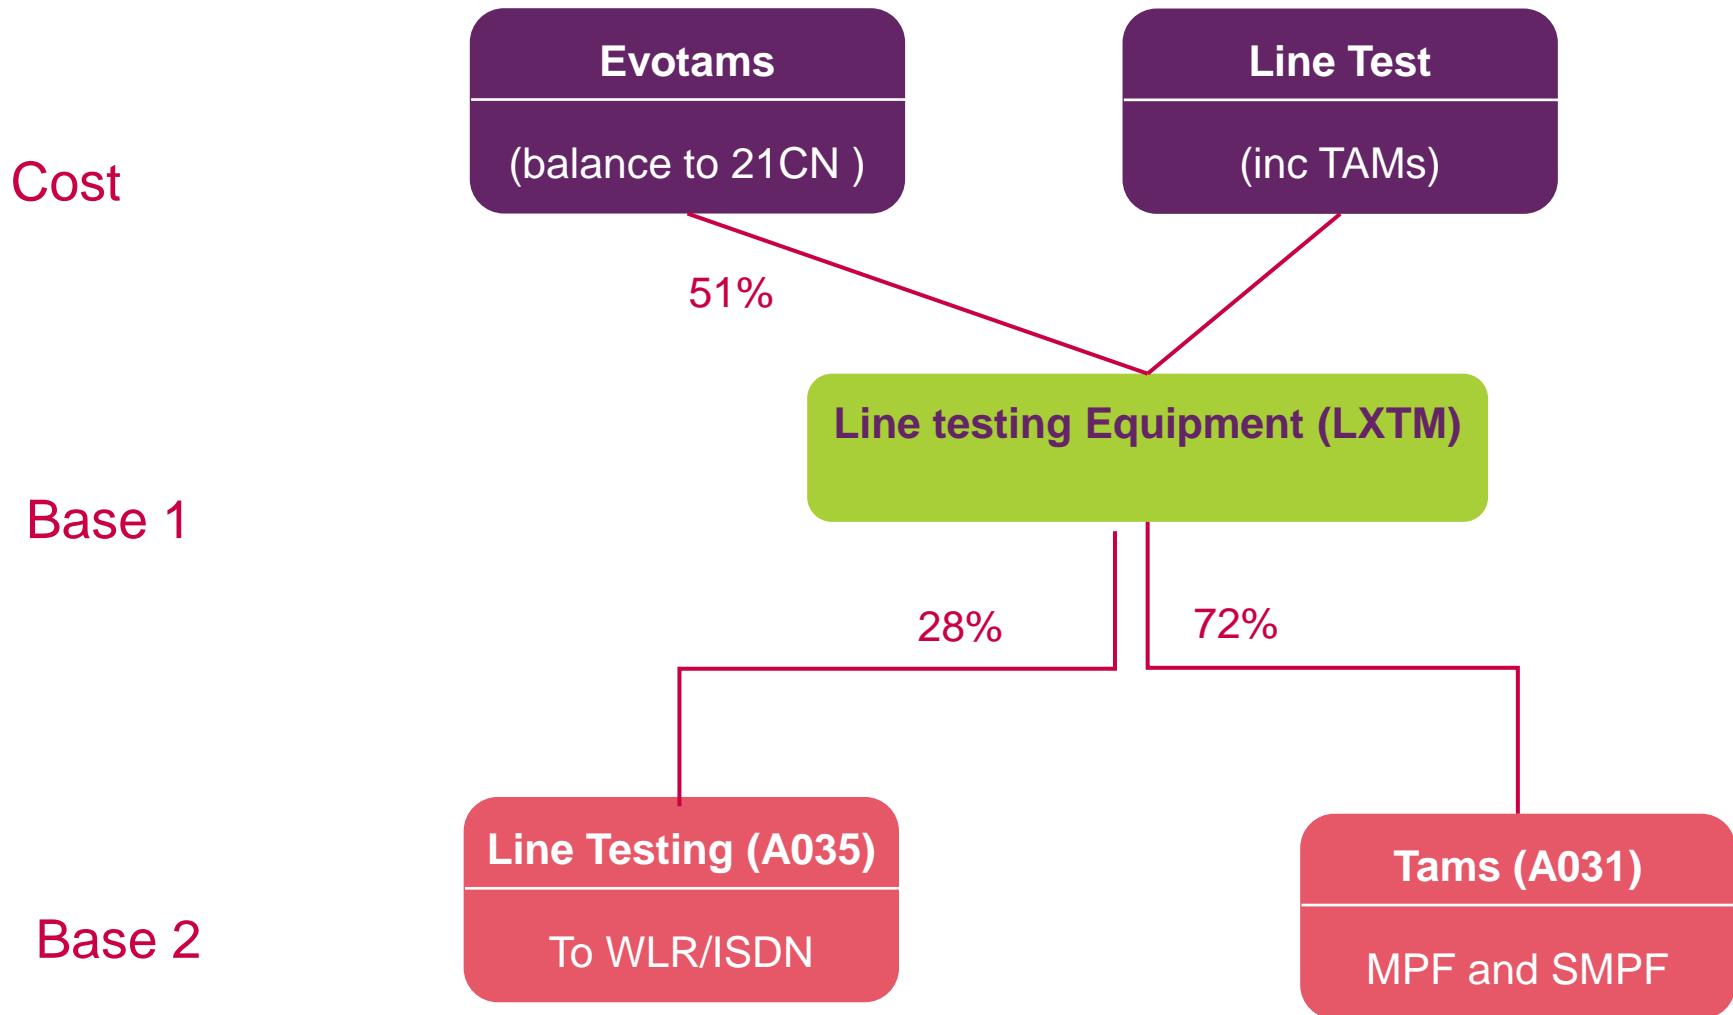 Evotams
Line Test
Cost
(balance to 21CN )
(inc TAMs)
51%
Line testing Equipment (LXTM)
Base 1
28%
72%
Line Testing (A035)
Tams (A031)
Base 2
To WLR/ISDN
MPF and SMPF